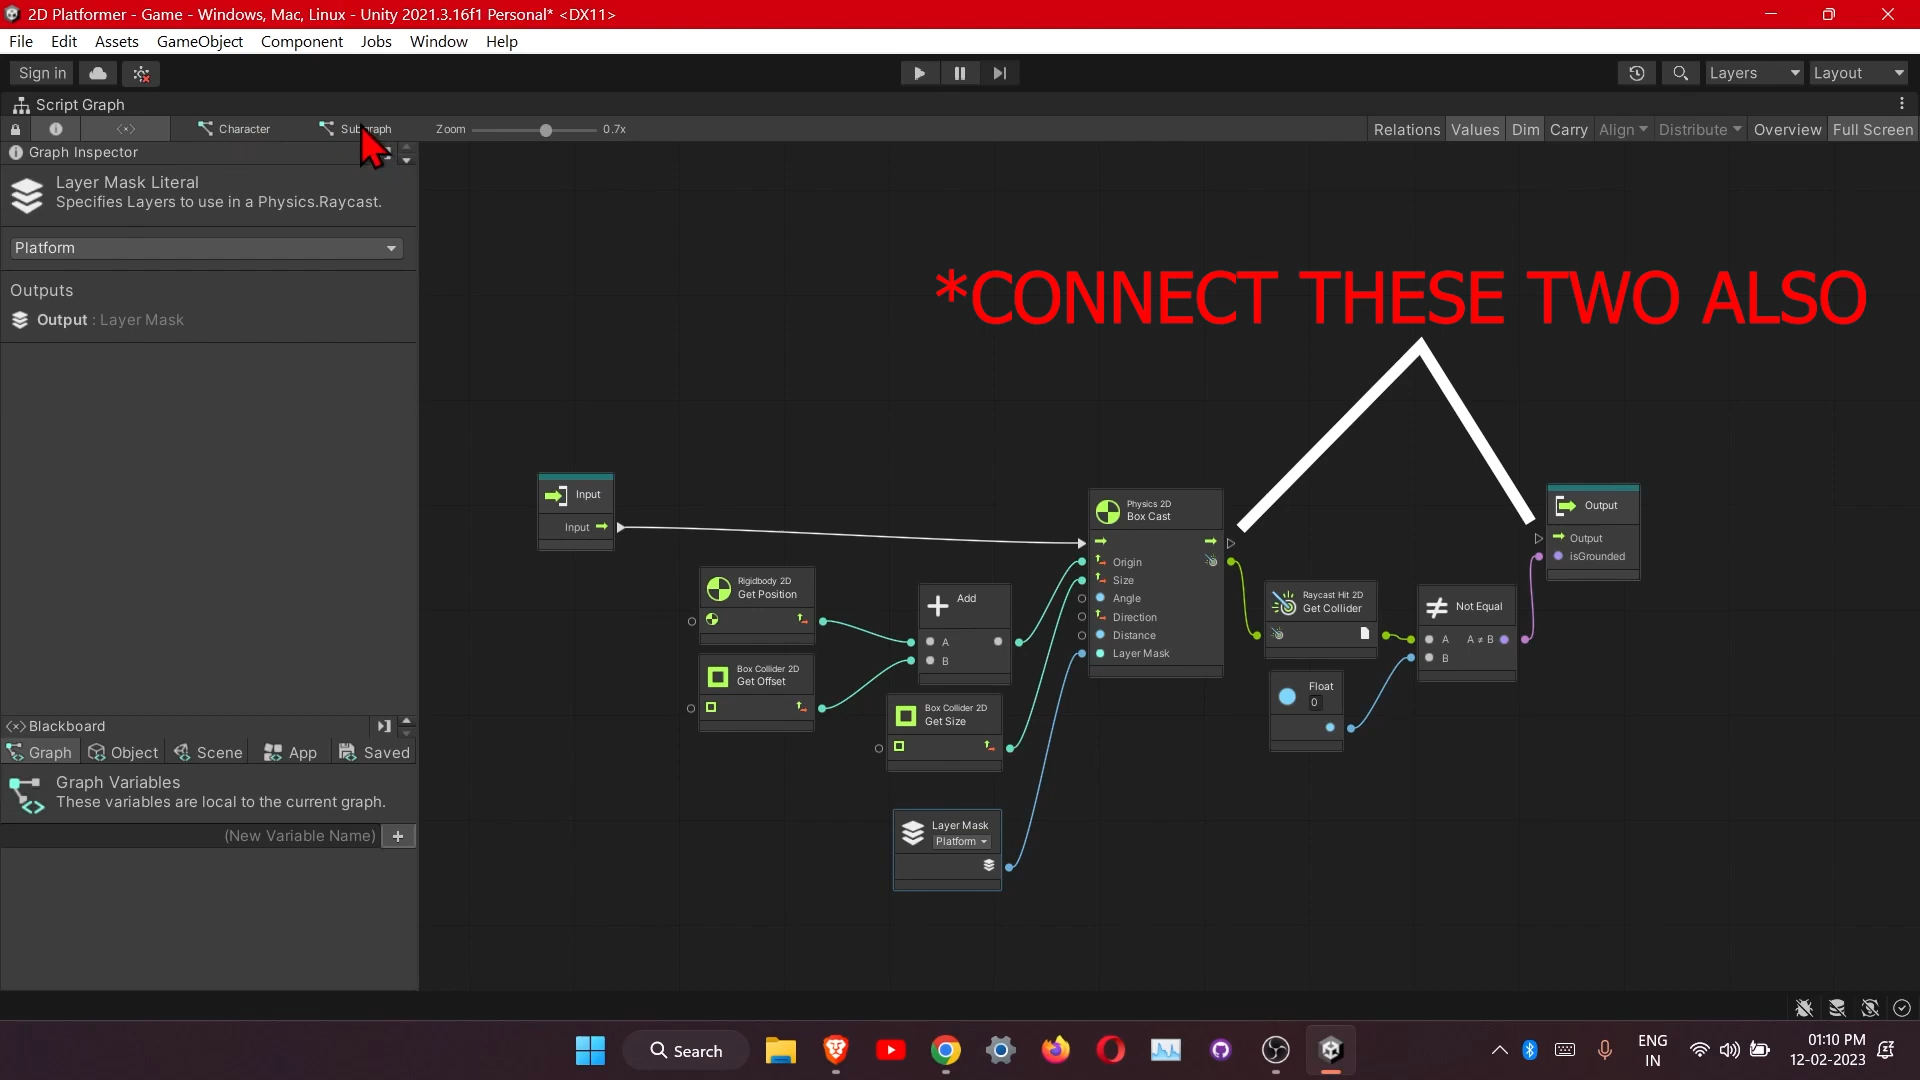 2D Platformer - Game - Windows, Mac, Linux - Unity 2021.3.16f1 Personal* <DX11>
File Edit Assets GameObject Component Jobs Window Help
Sign in
Layers Layout
Script Graph
<x> Character Subgraph Zoom 0.7x Relations Values Dim Carry Align Distribute Overview Full Screen
Graph Inspector
Layer Mask Literal
Specifies Layers to use in a Physics.Raycast.
Platform
Outputs
Output : Layer Mask
*CONNECT THESE TWO ALSO
Input
Input
Rigidbody 2D
Get Position
Box Collider 2D
Get Offset
Add
A
B
Box Collider 2D
Get Size
Layer Mask
Platform
Physics 2D
Box Cast
Origin
Size
Angle
Direction
Distance
Layer Mask
Raycast Hit 2D
Get Collider
Float
0
Not Equal
A A ≠ B
B
Output
Output
isGrounded
<x> Blackboard
Graph Object Scene App Saved
Graph Variables
These variables are local to the current graph.
(New Variable Name) +
Search
ENG
IN
01:10 PM
12-02-2023